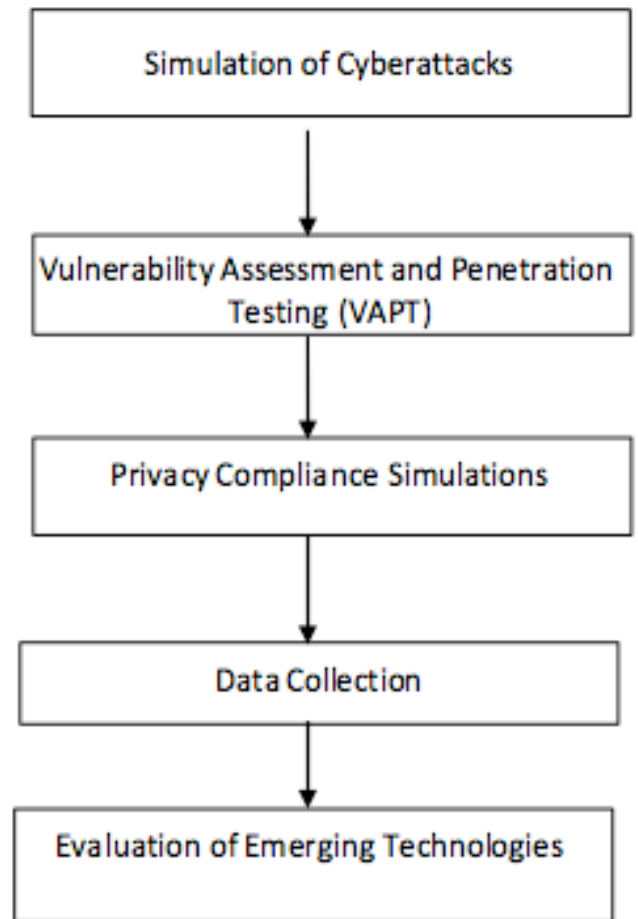 Simulation of Cyberattacks
Vulnerability Assessment and Penetration
Testing (VAPT)
Privacy Compliance Simulations
Data Collection
Evaluation of Emerging Technologies